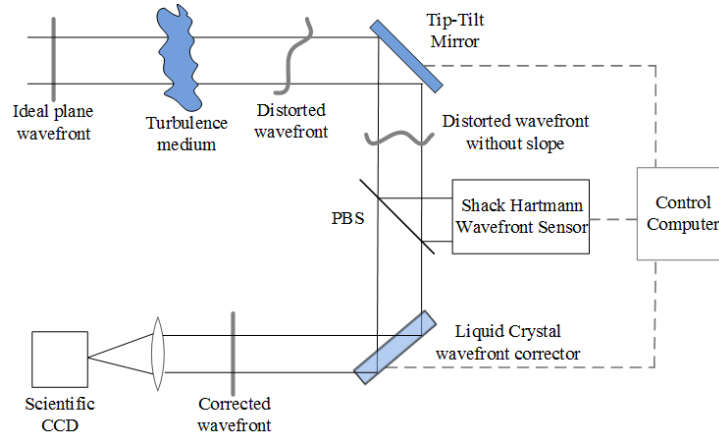 Tip-Tilt
Mirror
Ideal plane
wavefront
Turbulence
medium
Distorted
wavefront
Distorted wavefront
without slope
PBS
Shack Hartmann
Wavefront Sensor
Control
Computer
Liquid Crystal
wavefront corrector
Scientific
CCD
Corrected
wavefront